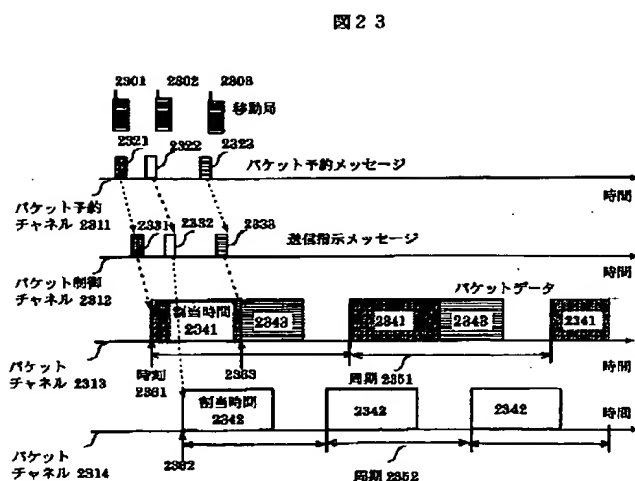 図23
2301 2302 2303
移動局
2321 2322 2323
パケット予約メッセージ
時間
パケット予約
チャネル 2311
2331 2332 2333
送信指示メッセージ
時間
パケット制御
チャネル 2312
パケットデータ
割当時間
2341
2343
2341
2343
2341
時間
パケット
チャネル 2313
時刻
2361
2363
周期 2351
割当時間
2342
2342
2342
時間
パケット
チャネル 2314
2362
周期 2352